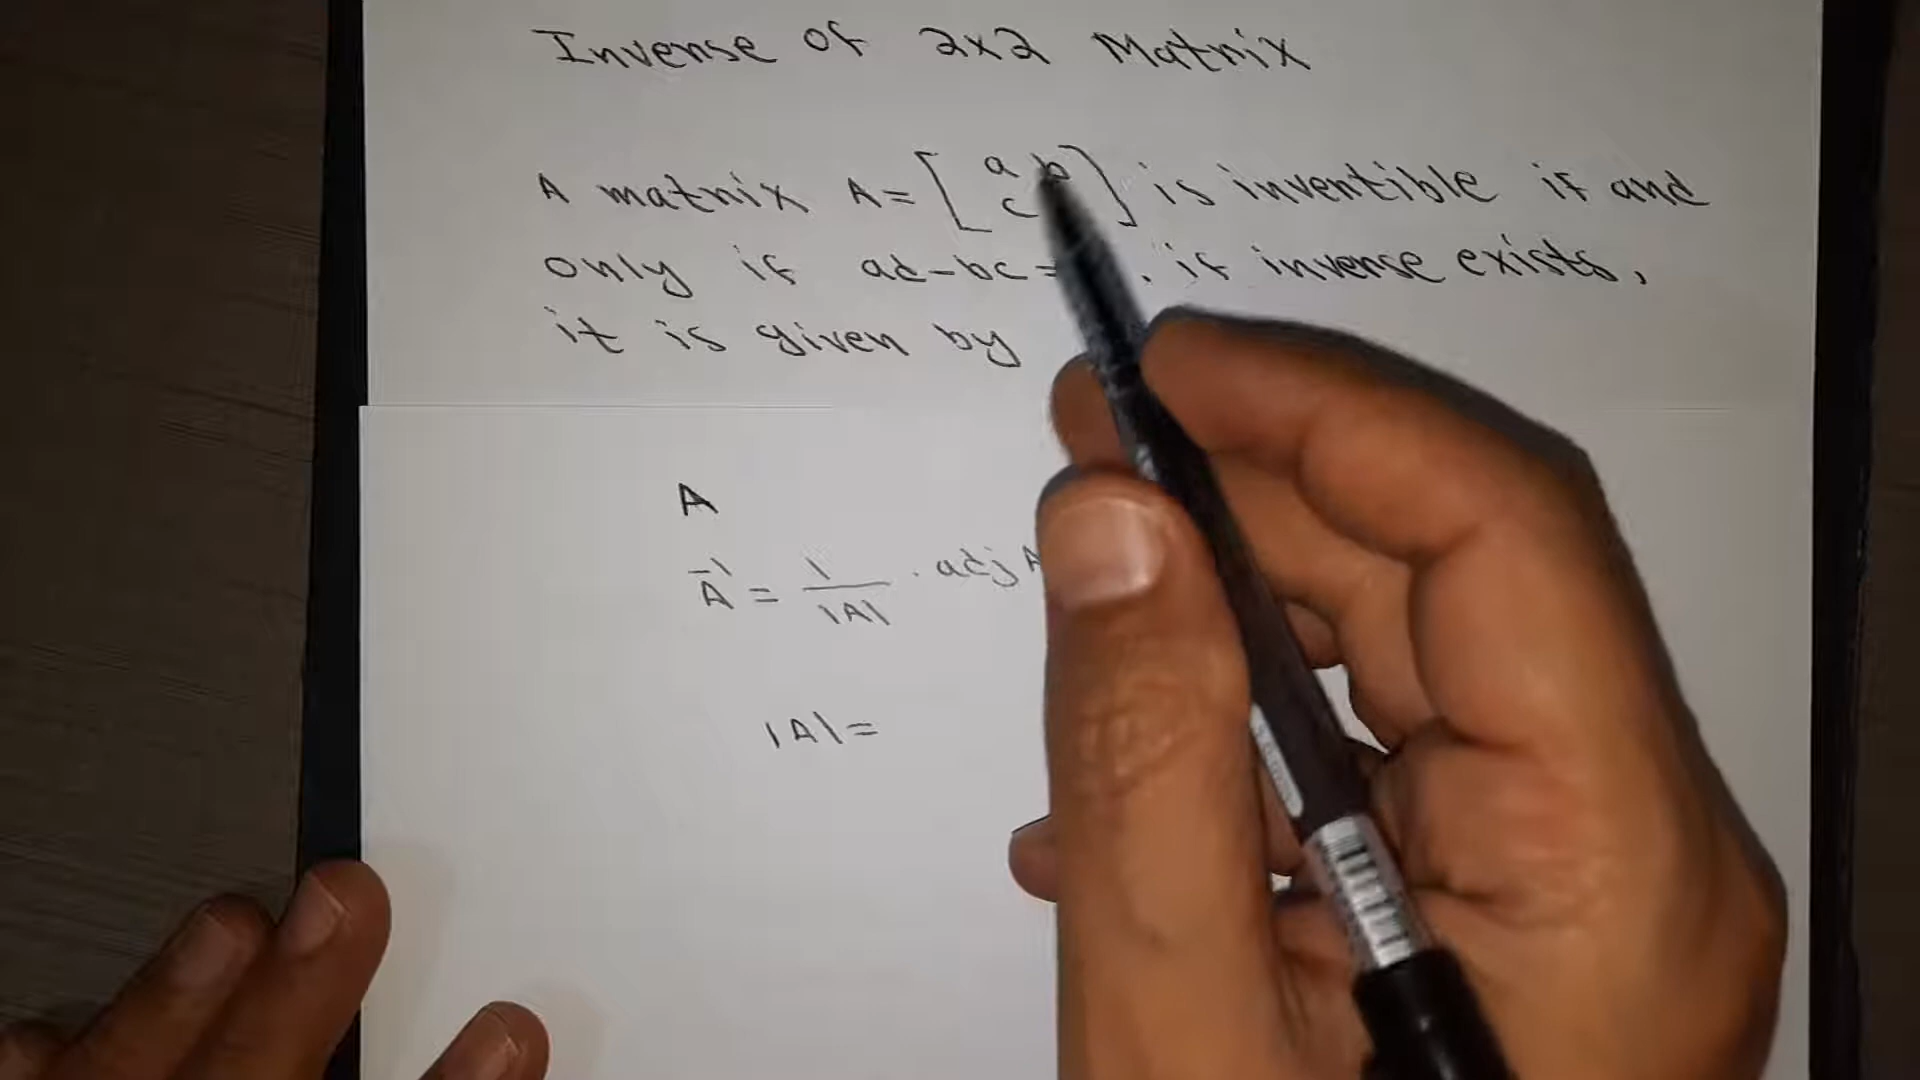 Inverse Of 2x2 Matrix
A matrix A = [ a b
c ] is invertible if and
only if ad-bc = . if inverse exists,
it is given by
A
A⁻¹ = 1/|A| . adj A
|A| =